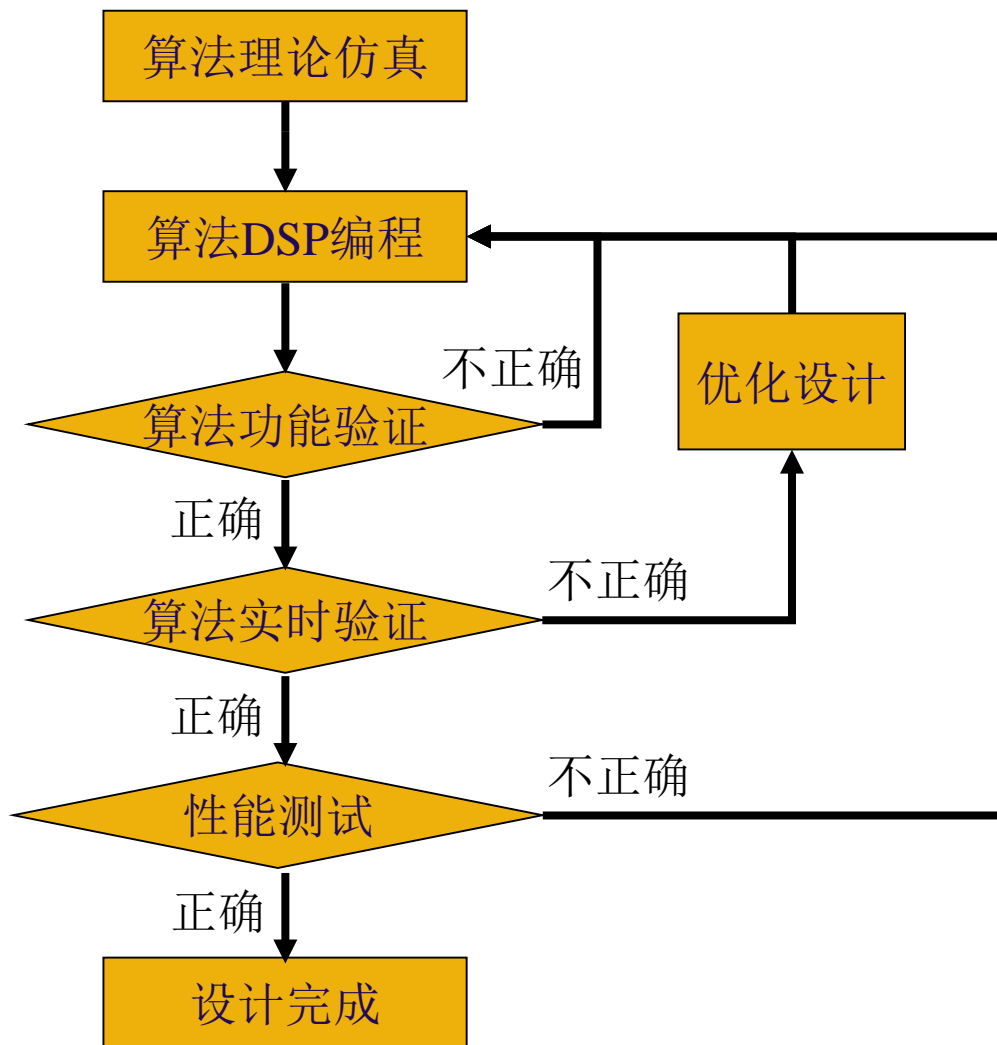 算法理论仿真
算法DSP编程
不正确
优化设计
算法功能验证
正确
不正确
算法实时验证
正确
不正确
性能测试
正确
设计完成